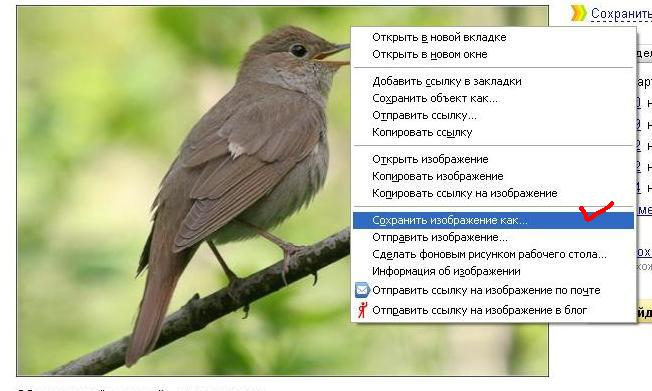 Сохранить
Открыть в новой вкладке
Открыть в новом окне
Добавить ссылку в закладки
Сохранить объект как...
Отправить ссылку...
Копировать ссылку
Открыть изображение
Копировать изображение
Копировать ссылку на изображение
Сохранить изображение как...
Отправить изображение...
Сделать фоновым рисунком рабочего стола...
Информация об изображении
Отправить ссылку на изображение по почте
Отправить ссылку на изображение в блог